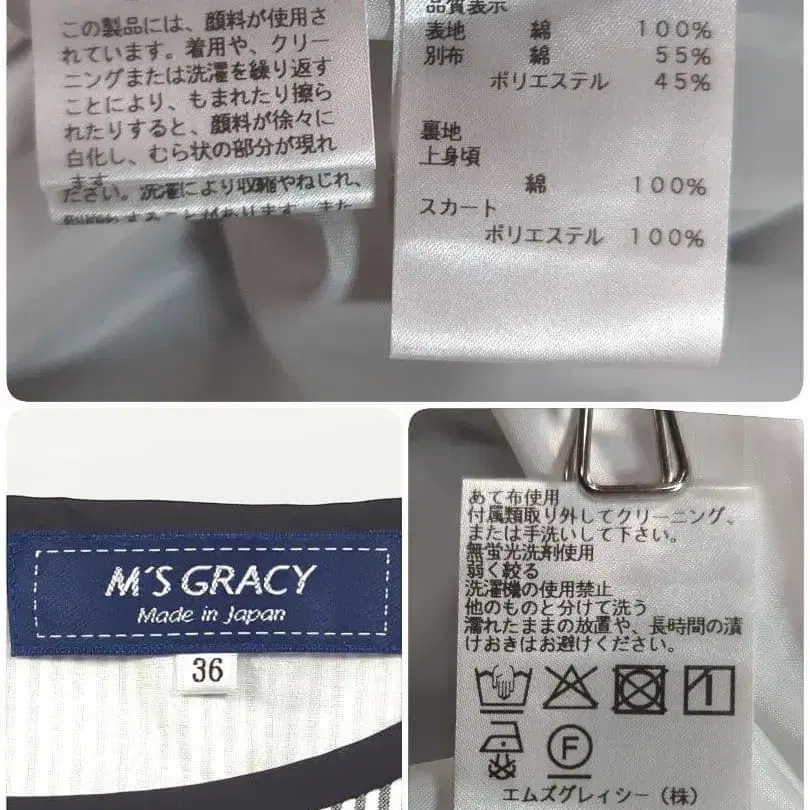 この製品には、顔料が使用さ
れています。着用や、クリー
ニングまたは洗濯を繰り返す
ことにより、もまれたり擦ら
れたりすると、顔料が徐々に
白化し、むら状の部分が現れ
ます
ださい。洗濯により収縮やねじれ、
品質表示
表地 綿 100%
別布 綿 55%
ポリエステル 45%
裏地
上身頃
綿 100%
スカート
ポリエステル 100%
M'S GRACY
Made in Japan
36
あて布使用
付属類取り外してクリーニング、
または手洗いして下さい。
無蛍光洗剤使用
弱く絞る
洗濯機の使用禁止
他のものと分けて洗う
濡れたままの放置や、長時間の漬
けおきはお避けください。
F
エムズグレイシー(株)